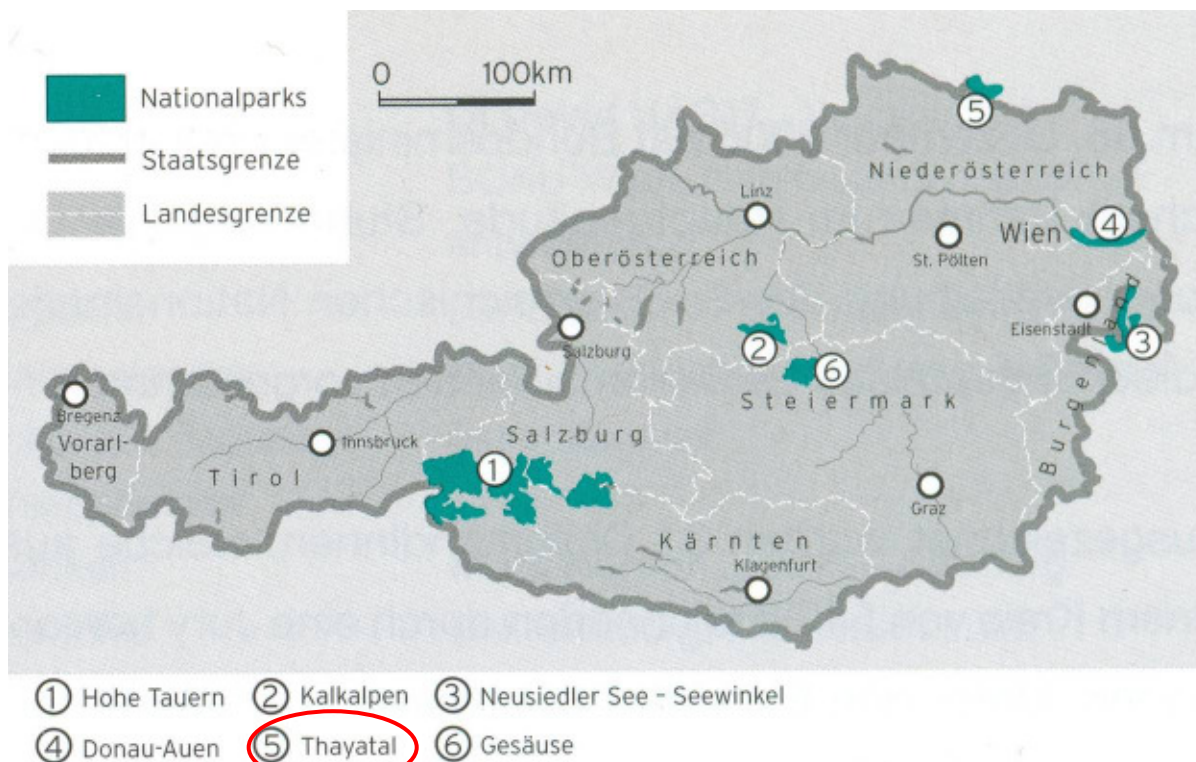 Nationalparks
Staatsgrenze
Landesgrenze
0 100km
5
Niederösterreich
Linz
4
Wien
St. Pölten
Oberösterreich
Eisenstadt
3
Salzburg
2
6
Steiermark
Burgenland
Bregenz
Vorarl-
berg
Innsbruck
Salzburg
1
Tirol
Graz
Kärnten
Klagenfurt
1 Hohe Tauern 2 Kalkalpen 3 Neusiedler See – Seewinkel
4 Donau-Auen 5 Thayatal 6 Gesäuse